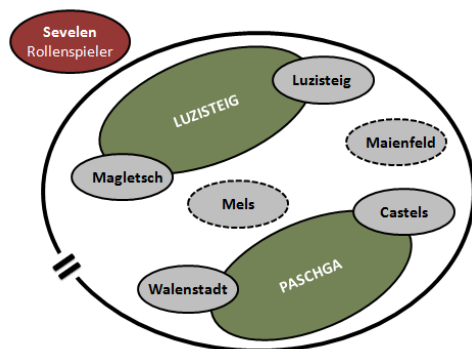 Sevelen
Rollenspieler
Luzisteig
LUZISTEIG
Maienfeld
Magletsch
Mels
Castels
Walenstadt
PASCHGA